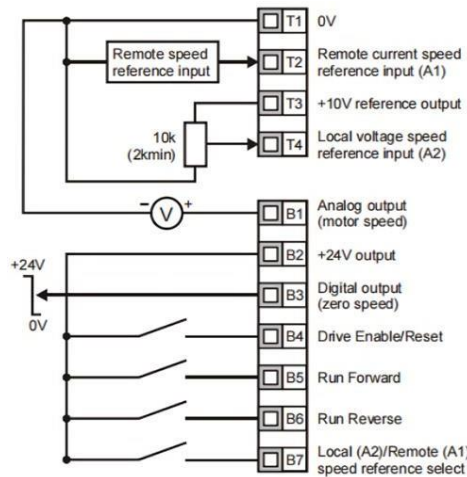 T1 0V
Remote speed
reference input
T2 Remote current speed
reference input (A1)
T3 +10V reference output
10k
(2kmin)
T4 Local voltage speed
reference input (A2)
− V +
B1 Analog output
(motor speed)
B2 +24V output
+24V
0V
B3 Digital output
(zero speed)
B4 Drive Enable/Reset
B5 Run Forward
B6 Run Reverse
B7 Local (A2)/Remote (A1)
speed reference select